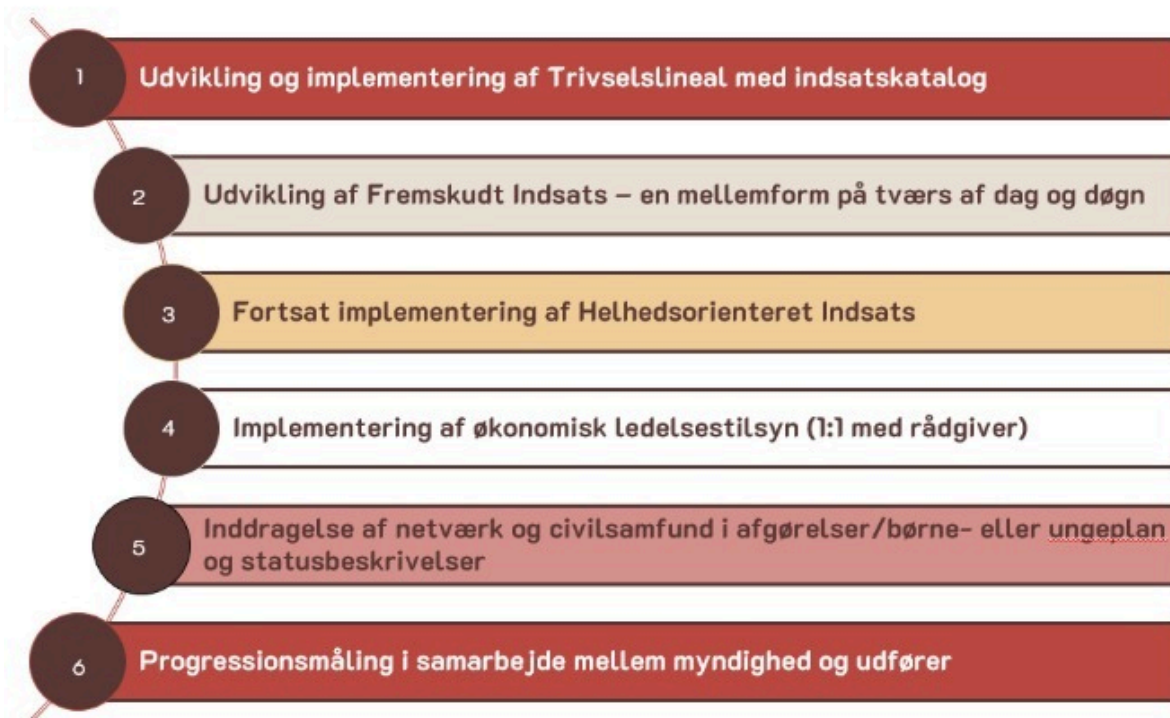 1
Udvikling og implementering af Trivselslineal med indsatskatalog
2
Udvikling af Fremskudt Indsats – en mellemform på tværs af dag og døgn
3
Fortsat implementering af Helhedsorienteret Indsats
4
Implementering af økonomisk ledelsestilsyn (1:1 med rådgiver)
5
Inddragelse af netværk og civilsamfund i afgørelser/børne- eller ungeplan
og statusbeskrivelser
6
Progressionsmåling i samarbejde mellem myndighed og udfører